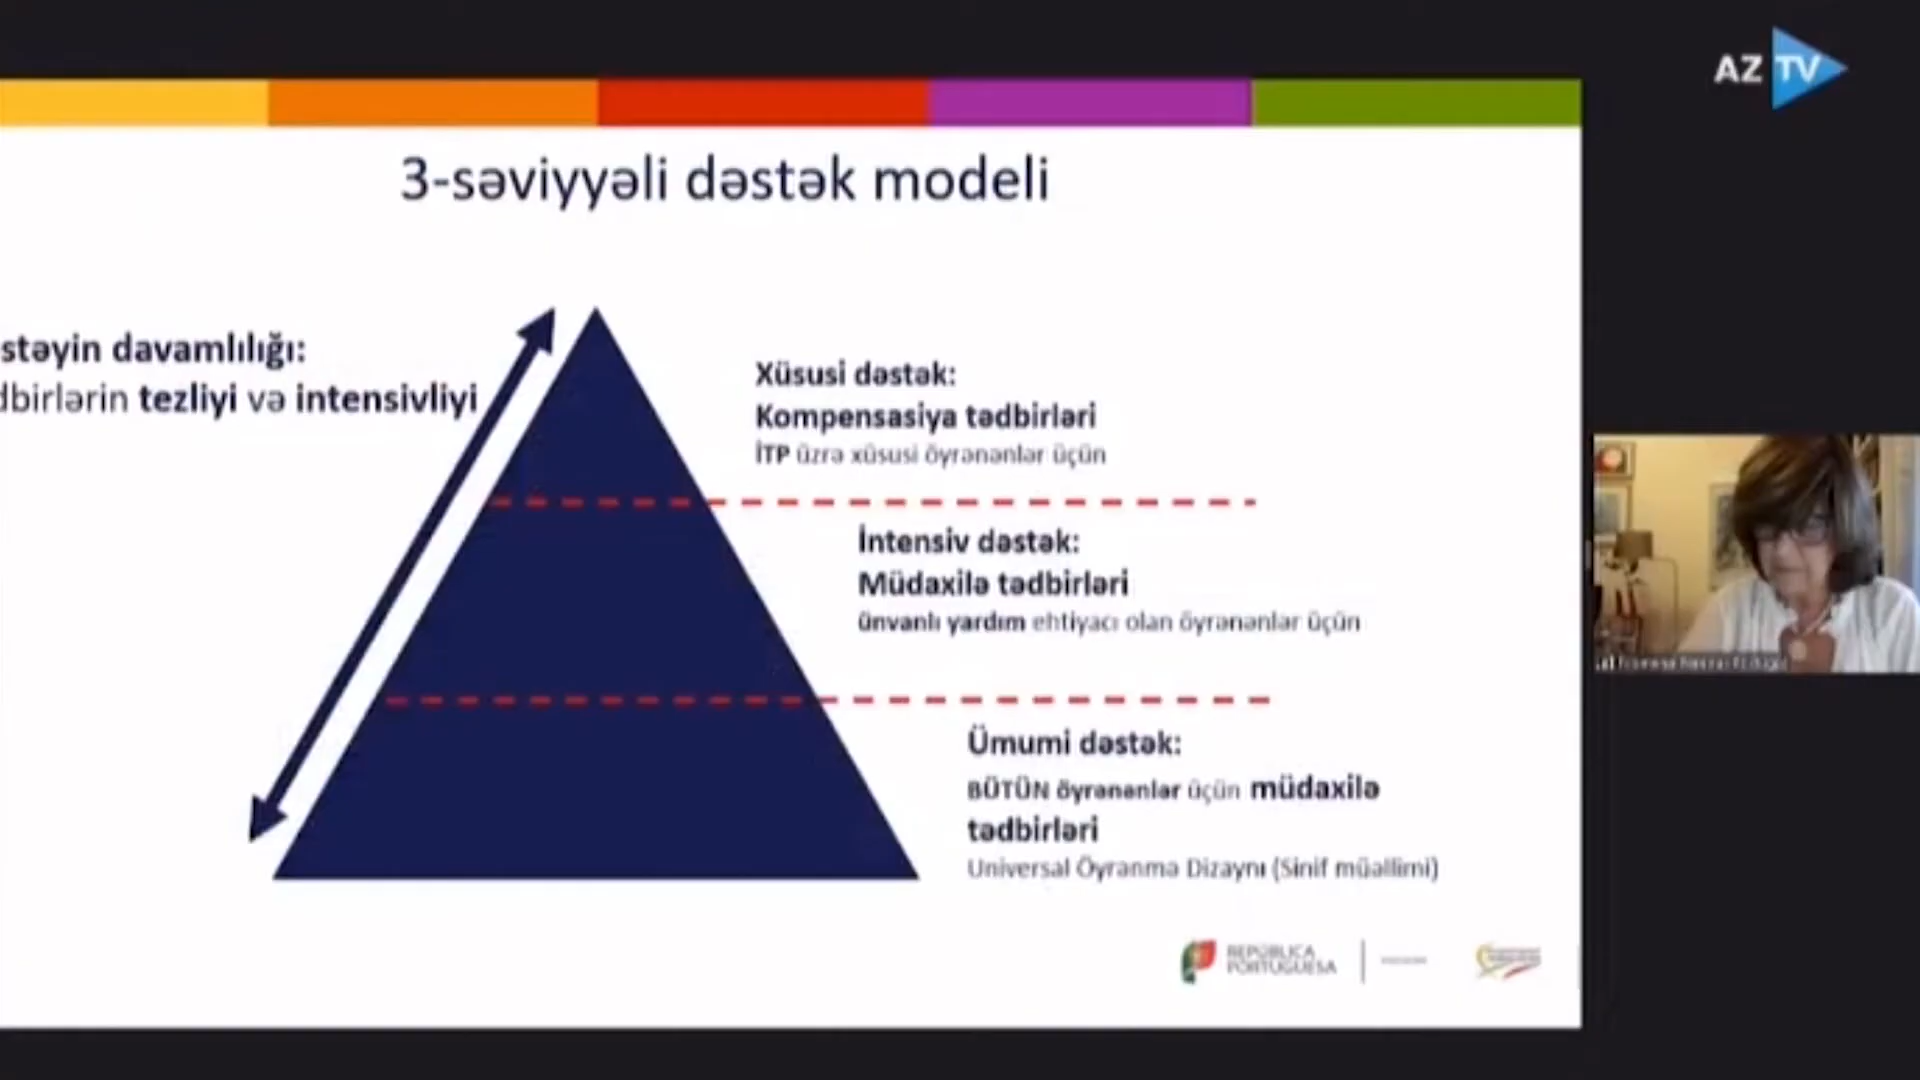 AZ TV
3-səviyyəli dəstək modeli
stəyin davamlılığı:
dbirlərin tezliyi və intensivliyi
Xüsusi dəstək:
Kompensasiya tədbirləri
İTP üzrə xüsusi öyrənənlər üçün
İntensiv dəstək:
Müdaxilə tədbirləri
ünvanlı yardım ehtiyacı olan öyrənənlər üçün
Ümumi dəstək:
BÜTÜN öyrənənlər üçün müdaxilə
tədbirləri
Universal Öyrənmə Dizaynı (Sinif müəllimi)
REPÚBLICA
PORTUGUESA